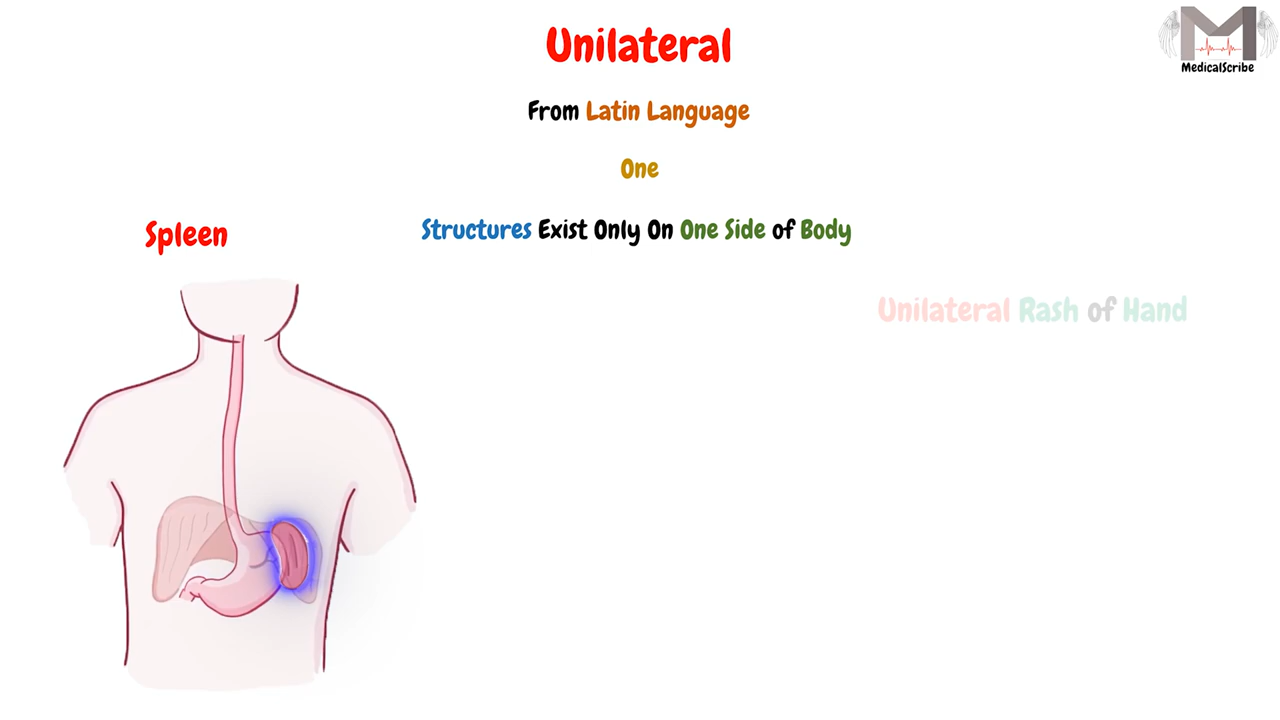 Unilateral
MedicalScribe
From Latin Language
One
Structures Exist Only On One Side of Body
Spleen
Unilateral Rash of Hand